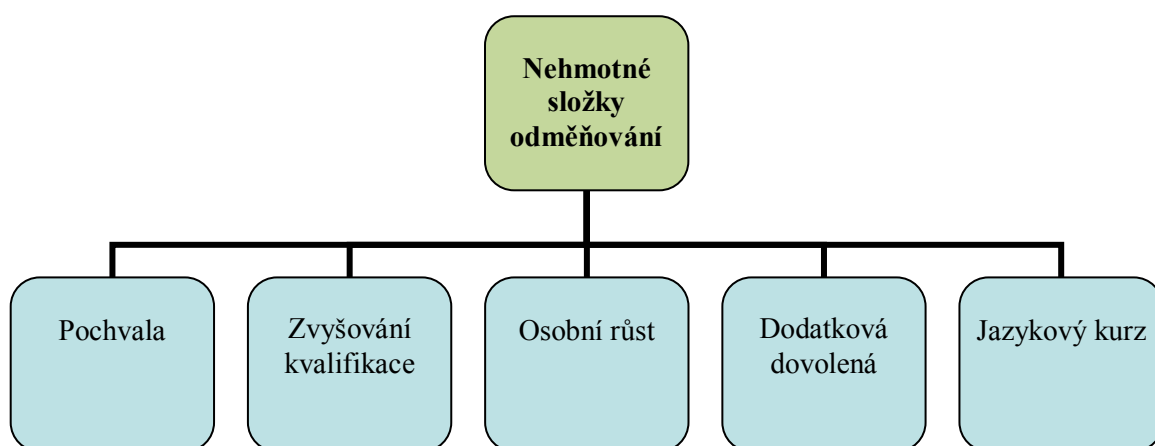 Nehmotné
složky
odměňování
Pochvala
Zvyšování
kvalifikace
Osobní růst
Dodatková
dovolená
Jazykový kurz